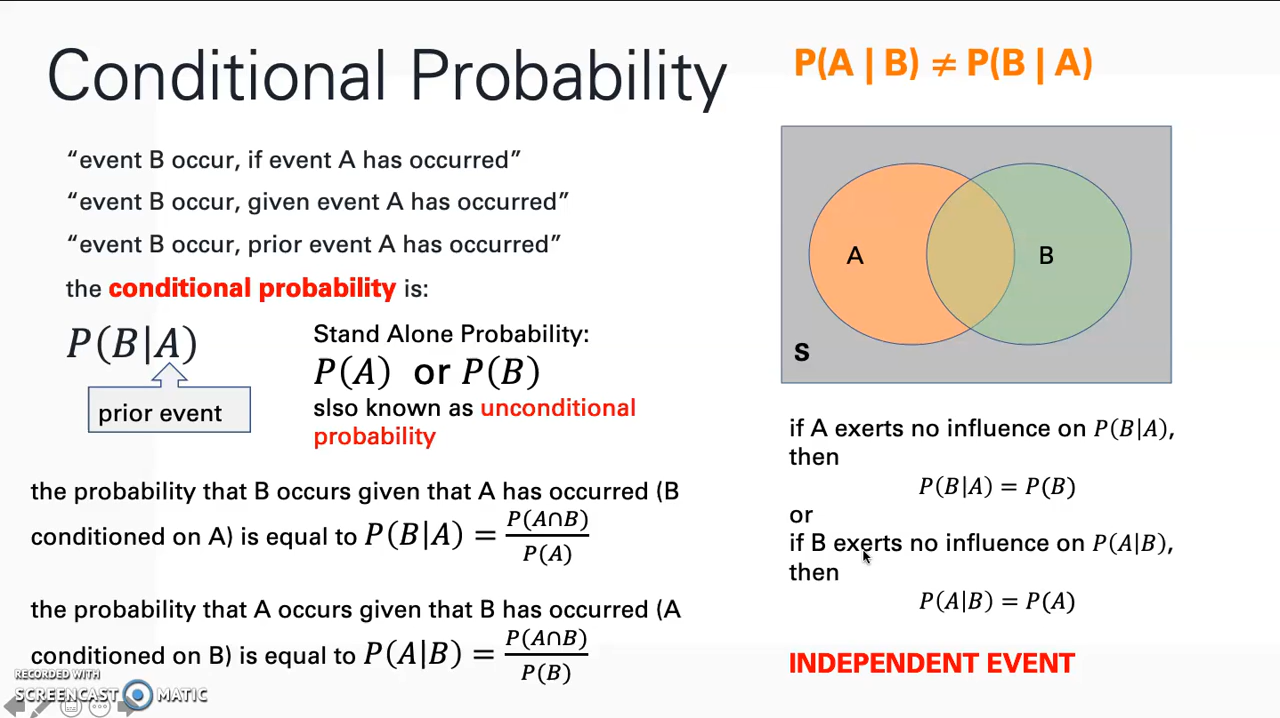 Conditional Probability
P(A | B) ≠ P(B | A)
“event B occur, if event A has occurred”
“event B occur, given event A has occurred”
“event B occur, prior event A has occurred”
the conditional probability is:
P(B|A)
prior event
Stand Alone Probability:
P(A) or P(B)
slso known as unconditional
probability
the probability that B occurs given that A has occurred (B
conditioned on A) is equal to P(B|A) = P(A∩B)/P(A)
the probability that A occurs given that B has occurred (A
conditioned on B) is equal to P(A|B) = P(A∩B)/P(B)
A
B
S
if A exerts no influence on P(B|A),
then
P(B|A) = P(B)
or
if B exerts no influence on P(A|B),
then
P(A|B) = P(A)
INDEPENDENT EVENT
RECORDED WITH
SCREENCAST MATIC